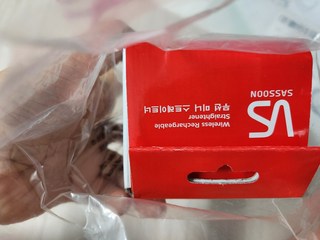 VS
SASSOON
Wireless Rechargeable
Straightener
무선 미니 스트레이트너